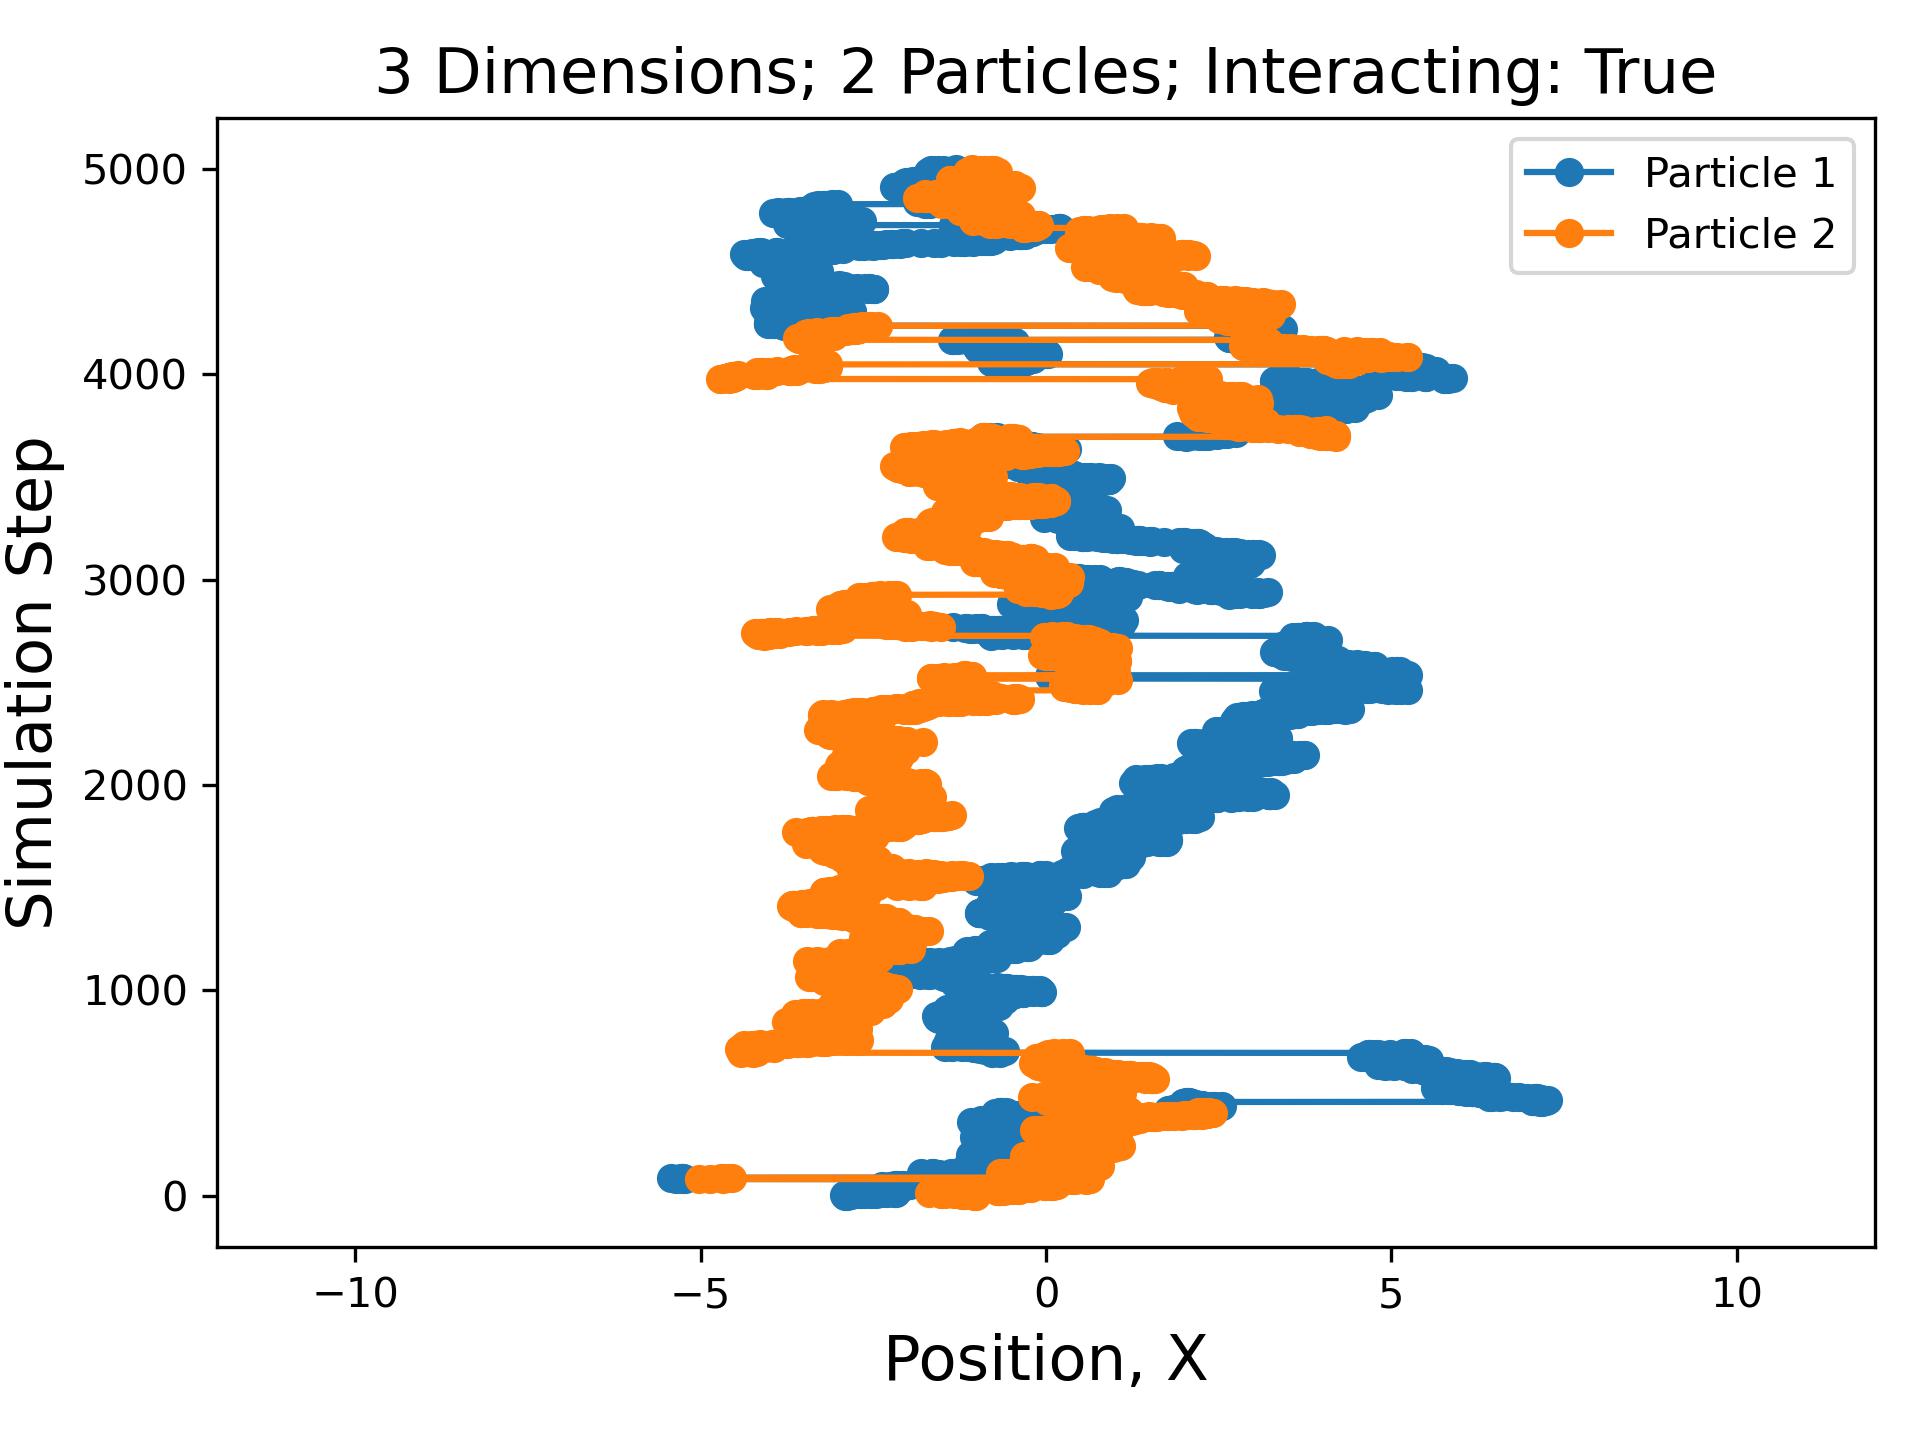 3 Dimensions; 2 Particles; Interacting: True
Particle 1
Particle 2
5000
4000
3000
2000
1000
0
Simulation Step
−10
−5
0
5
10
Position, X